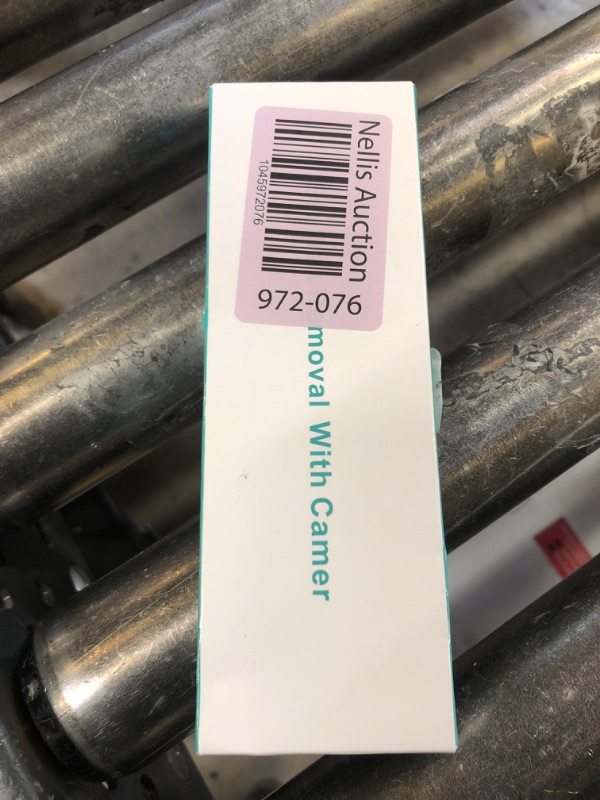 Nellis Auction
1045972076
972-076
moval With Camer